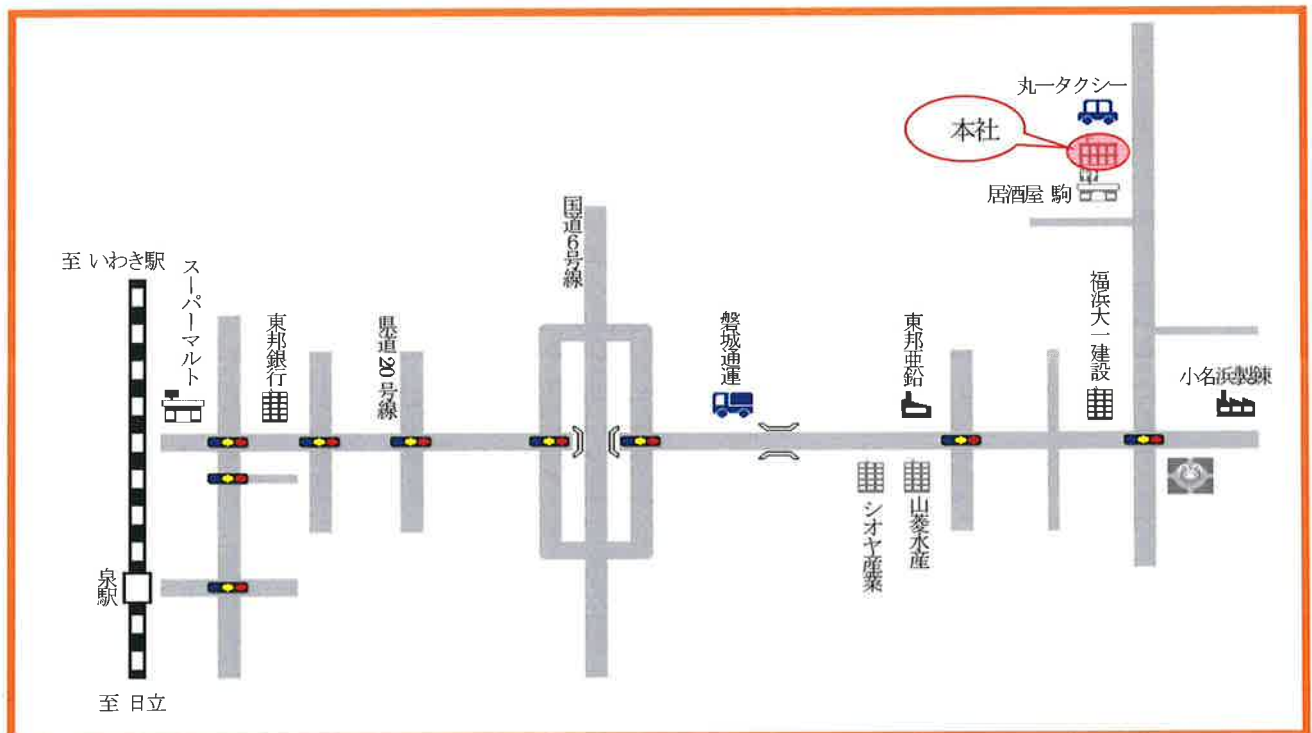 丸一タクシー
本社
居酒屋 駒
国道6号線
至 いわき駅
スーパーマルト
東邦銀行
県道20号線
磐城通運
東邦亜鉛
福浜大一建設
小名浜製錬
シオヤ産業
山菱水産
泉駅
至 日立